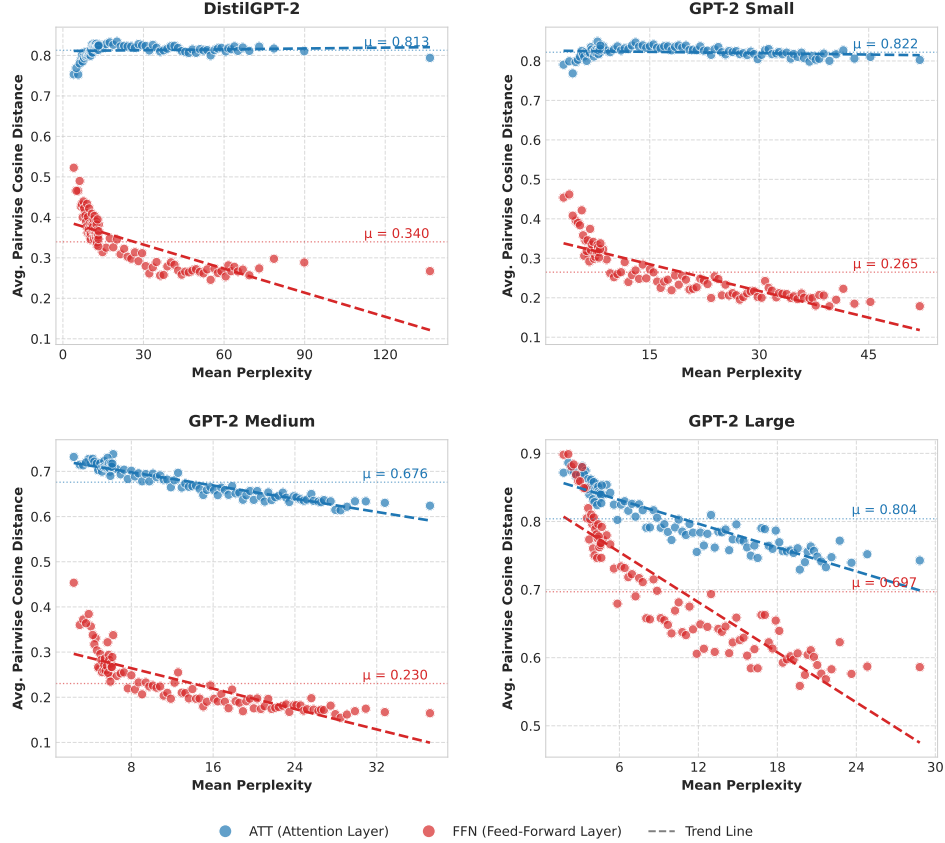 DistilGPT-2
Avg. Pairwise Cosine Distance
0.8
0.7
0.6
0.5
0.4
0.3
0.2
0.1
μ = 0.813
μ = 0.340
0 30 60 90 120
Mean Perplexity
GPT-2 Small
Avg. Pairwise Cosine Distance
0.8
0.7
0.6
0.5
0.4
0.3
0.2
0.1
μ = 0.822
μ = 0.265
15 30 45
Mean Perplexity
GPT-2 Medium
Avg. Pairwise Cosine Distance
0.7
0.6
0.5
0.4
0.3
0.2
0.1
μ = 0.676
μ = 0.230
8 16 24 32
Mean Perplexity
GPT-2 Large
Avg. Pairwise Cosine Distance
0.9
0.8
0.7
0.6
0.5
μ = 0.804
μ = 0.697
6 12 18 24 30
Mean Perplexity
ATT (Attention Layer) FFN (Feed-Forward Layer) Trend Line